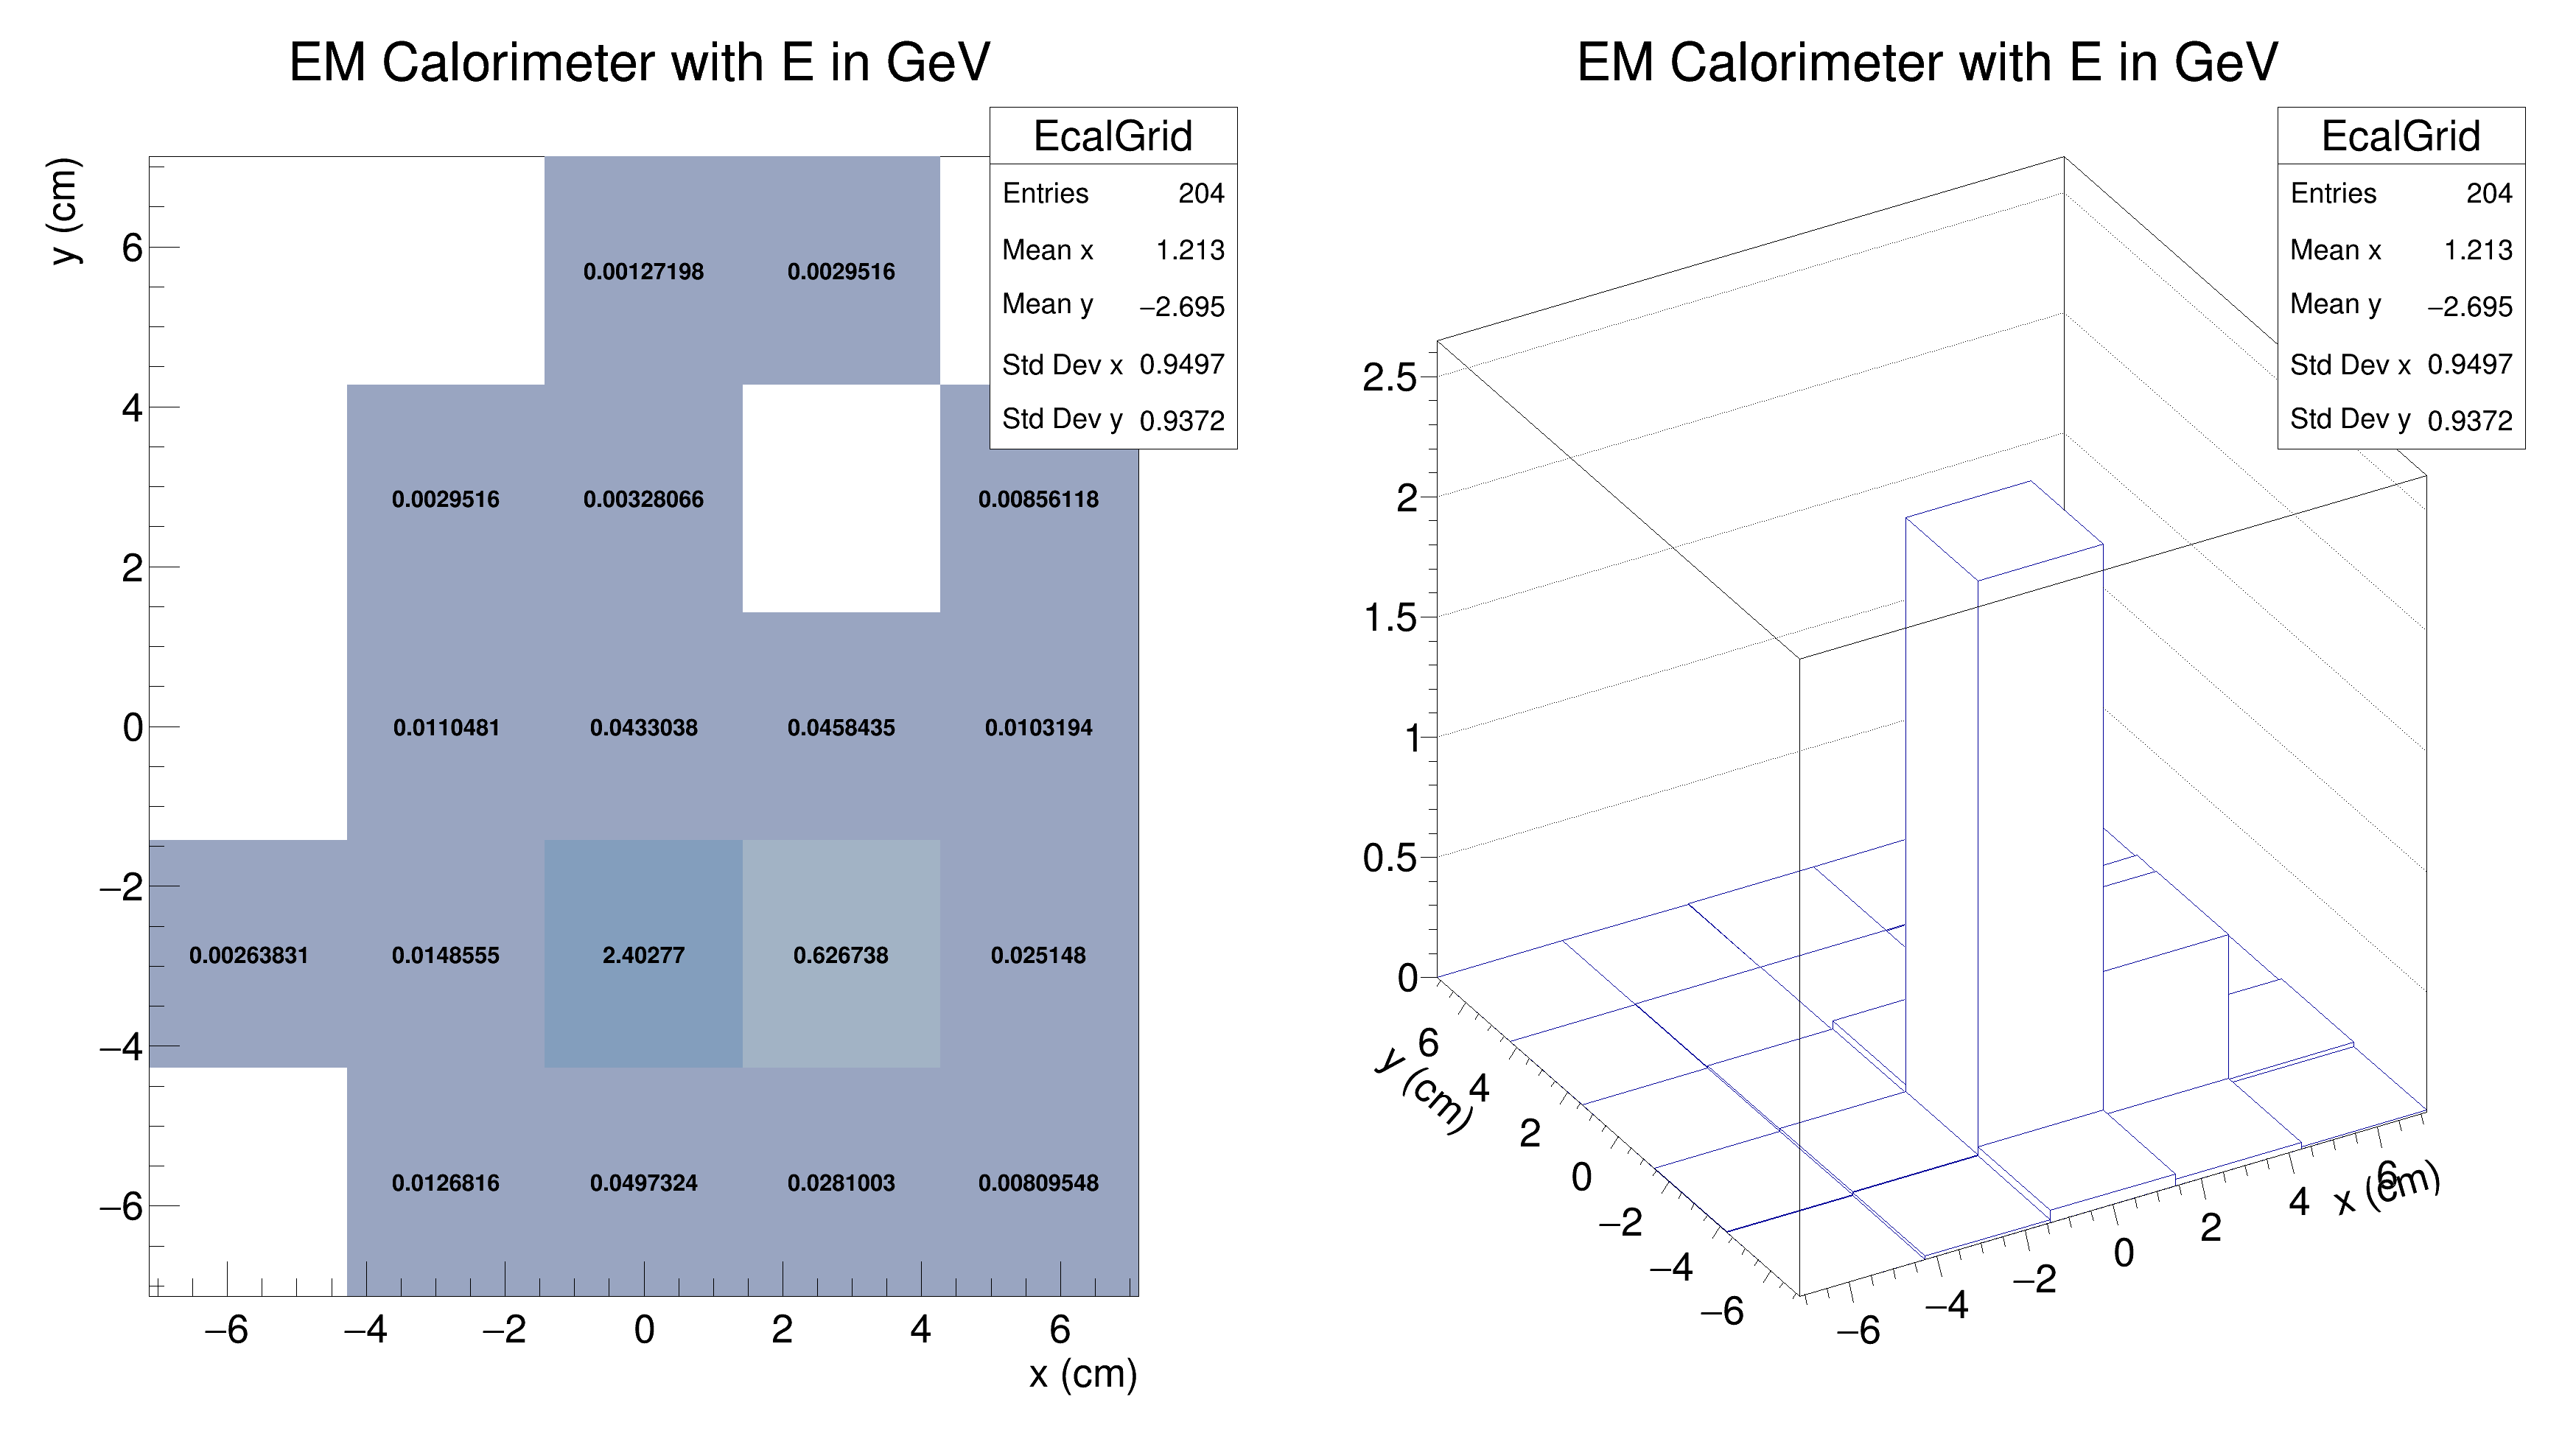 EM Calorimeter with E in GeV
EcalGrid
Entries 204
Mean x 1.213
Mean y −2.695
Std Dev x 0.9497
Std Dev y 0.9372
y (cm)
6
4
2
0
−2
−4
−6
0.00127198 0.0029516
0.0029516 0.00328066 0.00856118
0.0110481 0.0433038 0.0458435 0.0103194
0.00263831 0.0148555 2.40277 0.626738 0.025148
0.0126816 0.0497324 0.0281003 0.00809548
−6 −4 −2 0 2 4 6
x (cm)
EM Calorimeter with E in GeV
EcalGrid
Entries 204
Mean x 1.213
Mean y −2.695
Std Dev x 0.9497
Std Dev y 0.9372
2.5
2
1.5
1
0.5
0
6
4
2
0
−2
−4
−6
y (cm)
−6
−4
−2
0
2
4
6
x (cm)